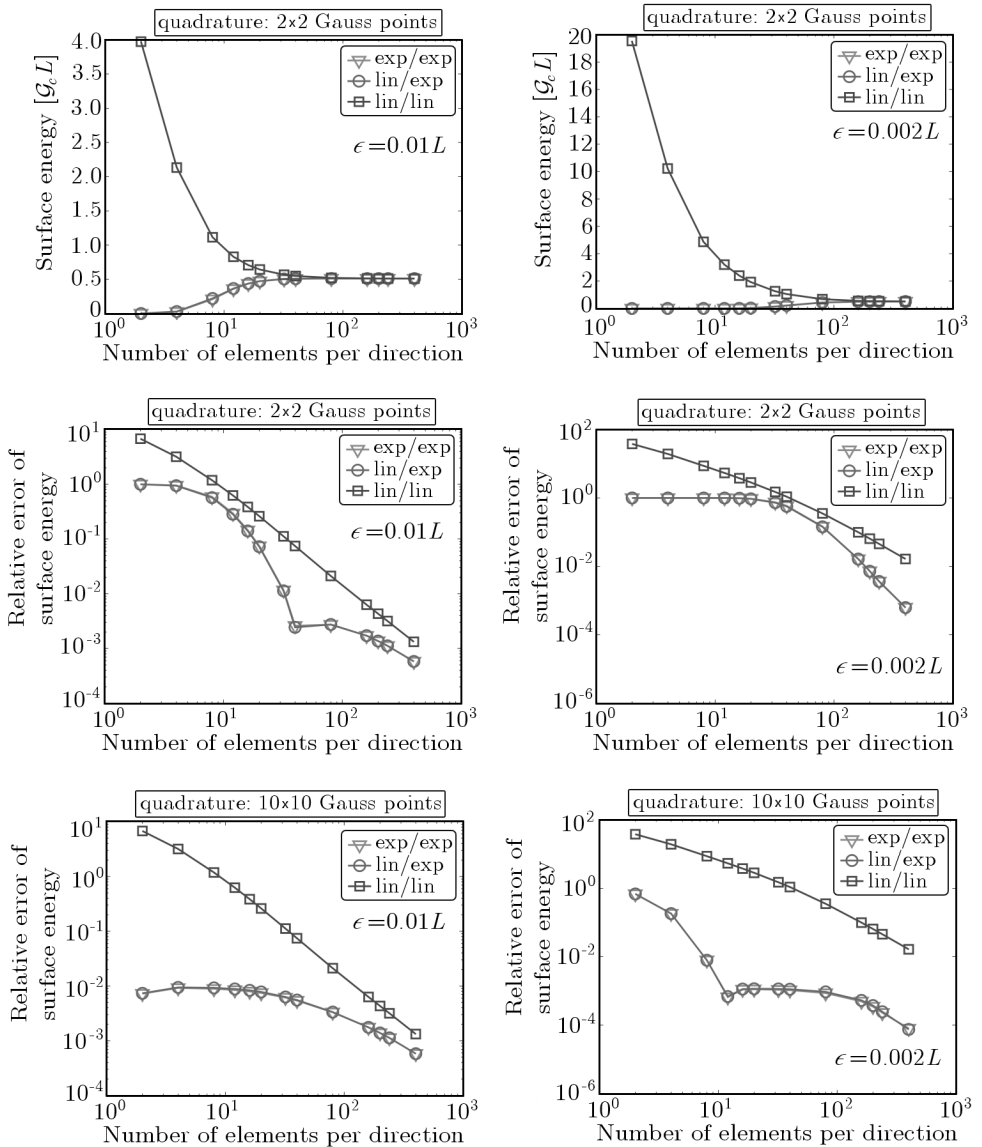 quadrature: 2×2 Gauss points
Surface energy [𝒢c L]
4.0
3.5
3.0
2.5
2.0
1.5
1.0
0.5
0
exp/exp
lin/exp
lin/lin
ϵ=0.01L
10^0
10^1
10^2
10^3
Number of elements per direction
quadrature: 2×2 Gauss points
Surface energy [𝒢c L]
20
18
16
14
12
10
8
6
4
2
0
exp/exp
lin/exp
lin/lin
ϵ=0.002L
10^0
10^1
10^2
10^3
Number of elements per direction
quadrature: 2×2 Gauss points
Relative error of
surface energy
10^1
10^0
10^-1
10^-2
10^-3
10^-4
exp/exp
lin/exp
lin/lin
ϵ=0.01L
10^0
10^1
10^2
10^3
Number of elements per direction
quadrature: 2×2 Gauss points
Relative error of
surface energy
10^2
10^0
10^-2
10^-4
10^-6
exp/exp
lin/exp
lin/lin
ϵ=0.002L
10^0
10^1
10^2
10^3
Number of elements per direction
quadrature: 10×10 Gauss points
Relative error of
surface energy
10^1
10^0
10^-1
10^-2
10^-3
10^-4
exp/exp
lin/exp
lin/lin
ϵ=0.01L
10^0
10^1
10^2
10^3
Number of elements per direction
quadrature: 10×10 Gauss points
Relative error of
surface energy
10^2
10^0
10^-2
10^-4
10^-6
exp/exp
lin/exp
lin/lin
ϵ=0.002L
10^0
10^1
10^2
10^3
Number of elements per direction